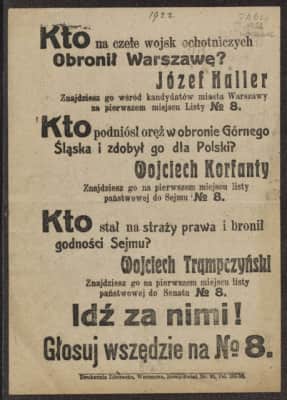 1922
Kto na czele wojsk ochotniczych
Obronił Warszawę?
Józef Haller
Znajdziesz go wśród kandydatów miasta Warszawy
na pierwszem miejscu Listy № 8.
Kto podniósł oręż w obronie Górnego
Śląska i zdobył go dla Polski?
Wojciech Korfanty
Znajdziesz go na pierwszem miejscu listy
państwowej do Sejmu № 8.
Kto stał na straży prawa i bronił
godności Sejmu?
Wojciech Trąmpczyński
Znajdziesz go na pierwszem miejscu listy
państwowej do Senatu № 8.
Idź za nimi!
Głosuj wszędzie na № 8.
Drukarnia Literacka, Warszawa,